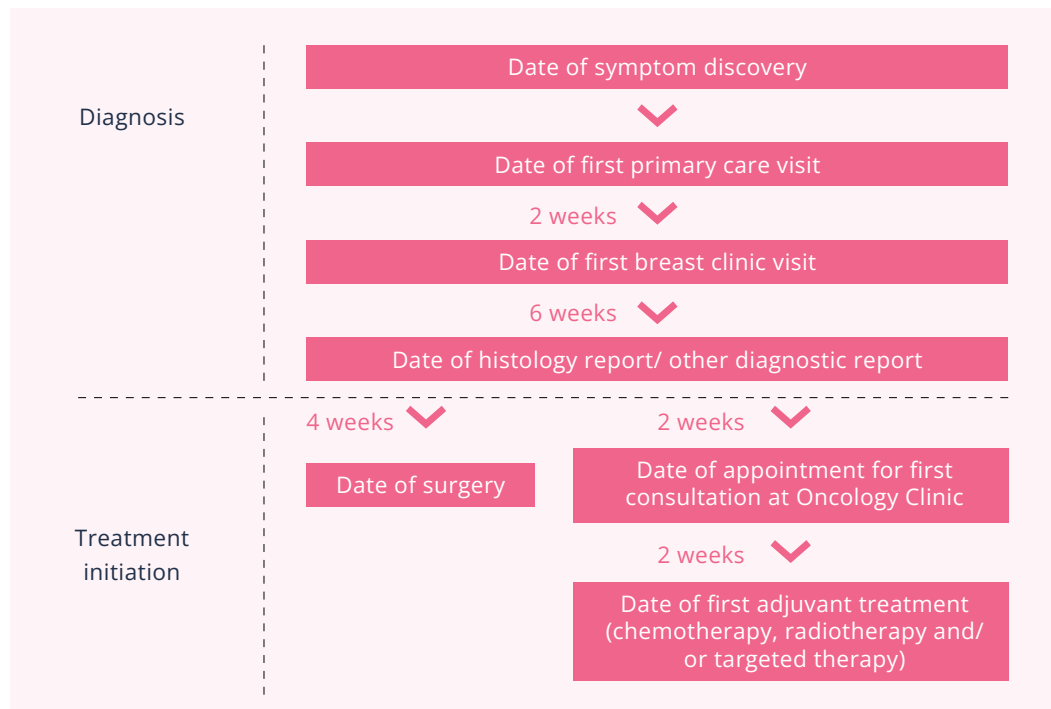 Diagnosis
Date of symptom discovery
Date of first primary care visit
2 weeks
Date of first breast clinic visit
6 weeks
Date of histology report/ other diagnostic report
Treatment
initiation
4 weeks
Date of surgery
2 weeks
Date of appointment for first
consultation at Oncology Clinic
2 weeks
Date of first adjuvant treatment
(chemotherapy, radiotherapy and/
or targeted therapy)